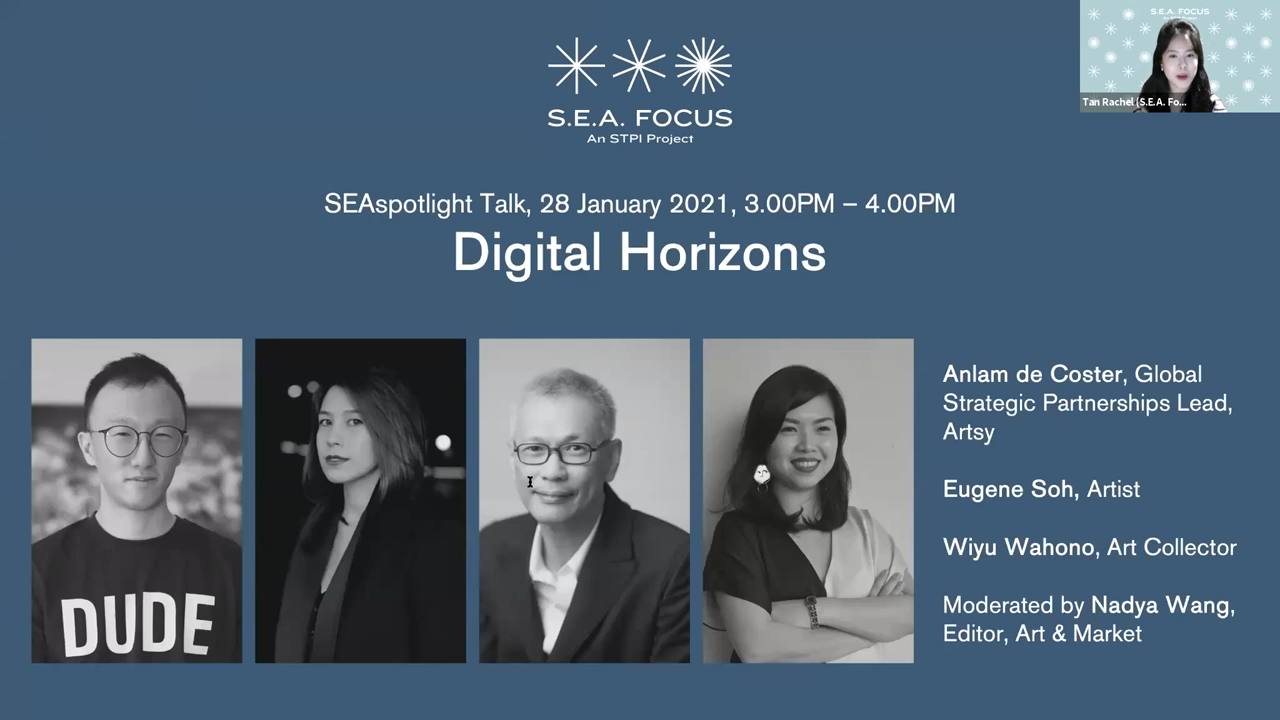 S.E.A. FOCUS
Tan Rachel (S.E.A. Fo...
S.E.A. FOCUS
An STPI Project
SEAspotlight Talk, 28 January 2021, 3.00PM – 4.00PM
Digital Horizons
DUDE
Anlam de Coster, Global
Strategic Partnerships Lead,
Artsy
Eugene Soh, Artist
Wiyu Wahono, Art Collector
Moderated by Nadya Wang,
Editor, Art & Market